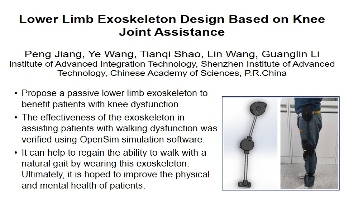 Lower Limb Exoskeleton Design Based on Knee
Joint Assistance
Peng Jiang, Ye Wang, Tianqi Shao, Lin Wang, Guanglin Li
Institute of Advanced Integration Technology, Shenzhen Institute of Advanced
Technology, Chinese Academy of Sciences, P.R.China
• Propose a passive lower limb exoskeleton to
benefit patients with knee dysfunction
• The effectiveness of the exoskeleton in
assisting patients with walking dysfunction was
verified using OpenSim simulation software.
• It can help to regain the ability to walk with a
natural gait by wearing this exoskeleton.
Ultimately, it is hoped to improve the physical
and mental health of patients.